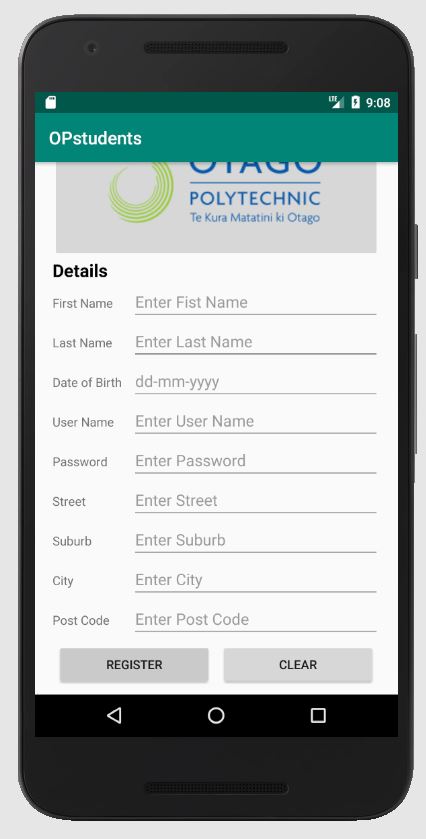 LTE 9:08
OPstudents
OTAGO
POLYTECHNIC
Te Kura Matatini ki Otago
Details
First Name Enter Fist Name
Last Name Enter Last Name
Date of Birth dd-mm-yyyy
User Name Enter User Name
Password Enter Password
Street Enter Street
Suburb Enter Suburb
City Enter City
Post Code Enter Post Code
REGISTER CLEAR